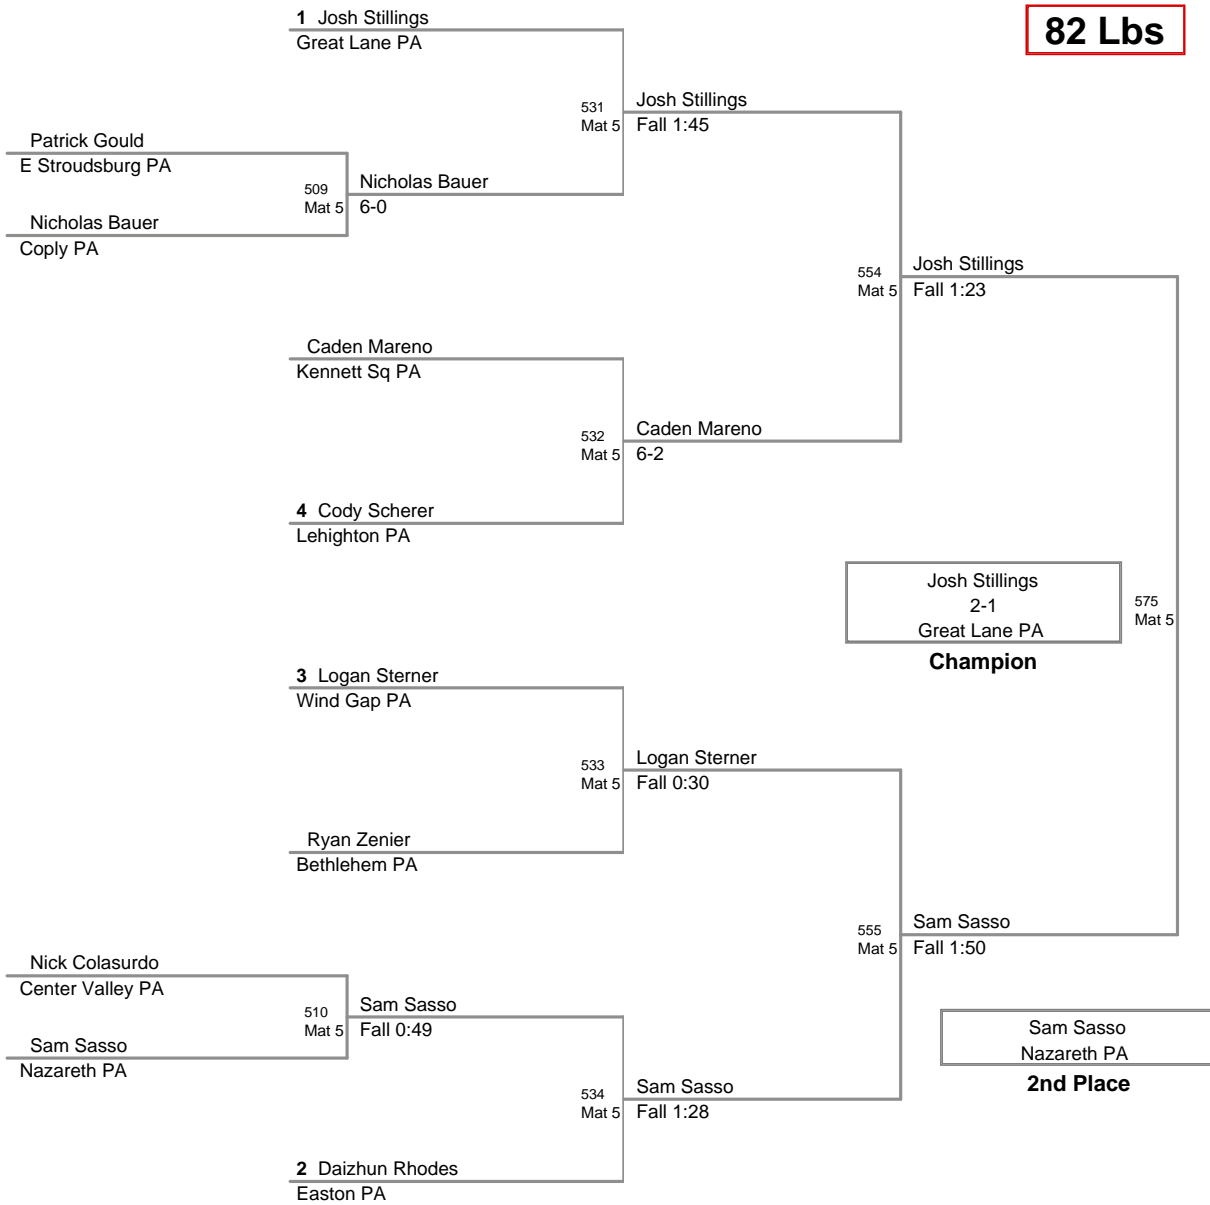 1 Josh Stillings
Great Lane PA
82 Lbs
531
Mat 5
Josh Stillings
Fall 1:45
Patrick Gould
E Stroudsburg PA
509
Mat 5
Nicholas Bauer
6-0
Nicholas Bauer
Coply PA
554
Mat 5
Josh Stillings
Fall 1:23
Caden Mareno
Kennett Sq PA
532
Mat 5
Caden Mareno
6-2
4 Cody Scherer
Lehighton PA
Josh Stillings
2-1
Great Lane PA
Champion
575
Mat 5
3 Logan Sterner
Wind Gap PA
533
Mat 5
Logan Sterner
Fall 0:30
Ryan Zenier
Bethlehem PA
555
Mat 5
Sam Sasso
Fall 1:50
Nick Colasurdo
Center Valley PA
510
Mat 5
Sam Sasso
Fall 0:49
Sam Sasso
Nazareth PA
Sam Sasso
Nazareth PA
2nd Place
534
Mat 5
Sam Sasso
Fall 1:28
2 Daizhun Rhodes
Easton PA